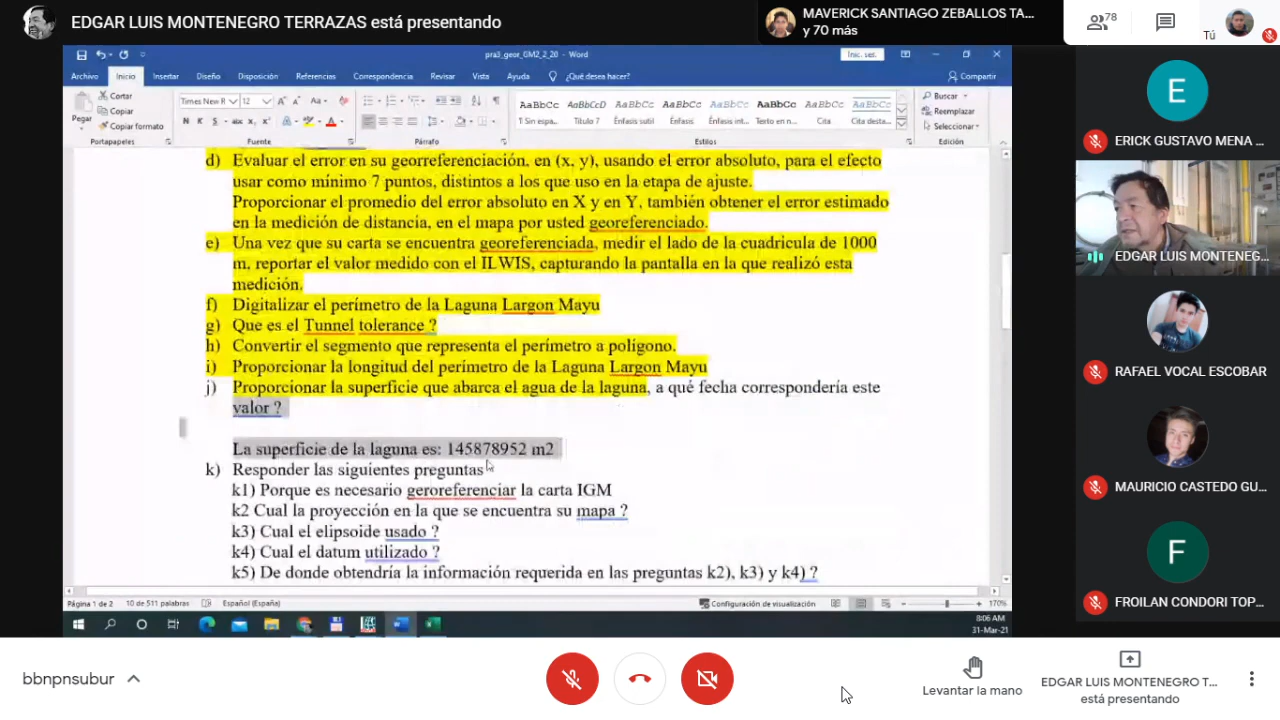 EDGAR LUIS MONTENEGRO TERRAZAS está presentando
MAVERICK SANTIAGO ZEBALLOS TA...
y 70 más
78
Tú
pra3_geor_GM2_2_20 - Word
Inic. ses.
Archivo Inicio Insertar Diseño Disposición Referencias Correspondencia Revisar Vista Ayuda ¿Qué desea hacer? Compartir
Pegar
Cortar
Copiar
Copiar formato
Portapapeles
Times New R 12
N K S abc x₂ x²
Fuente
Párrafo
AaBbCc AaBbCcD AaBbCc AaBbCc AaBbCc AaBbCc AaBbCc AaBbCc
1 Sin espa... Título 7 Énfasis sutil Énfasis Énfasis int... Texto en n... Cita Cita desta...
Estilos
Buscar
Reemplazar
Seleccionar
Edición
d) Evaluar el error en su georreferenciación, en (x, y), usando el error absoluto, para el efecto
usar como mínimo 7 puntos, distintos a los que uso en la etapa de ajuste.
Proporcionar el promedio del error absoluto en X y en Y, también obtener el error estimado
en la medición de distancia, en el mapa por usted georeferenciado.
e) Una vez que su carta se encuentra georeferenciada, medir el lado de la cuadricula de 1000
m, reportar el valor medido con el ILWIS, capturando la pantalla en la que realizó esta
medición.
f) Digitalizar el perímetro de la Laguna Largon Mayu
g) Que es el Tunnel tolerance ?
h) Convertir el segmento que representa el perímetro a polígono.
i) Proporcionar la longitud del perímetro de la Laguna Largon Mayu
j) Proporcionar la superficie que abarca el agua de la laguna, a qué fecha correspondería este
valor ?
La superficie de la laguna es: 145878952 m2
k) Responder las siguientes preguntas
k1) Porque es necesario geroreferenciar la carta IGM
k2 Cual la proyección en la que se encuentra su mapa ?
k3) Cual el elipsoide usado ?
k4) Cual el datum utilizado ?
k5) De donde obtendría la información requerida en las preguntas k2), k3) y k4) ?
Página 1 de 2 10 de 511 palabras Español (España) Configuración de visualización 170%
8:06 AM
31-Mar-21
E
ERICK GUSTAVO MENA ...
EDGAR LUIS MONTENEG...
RAFAEL VOCAL ESCOBAR
MAURICIO CASTEDO GU...
F
FROILAN CONDORI TOP...
bbnpnsubur
Levantar la mano
EDGAR LUIS MONTENEGRO T...
está presentando